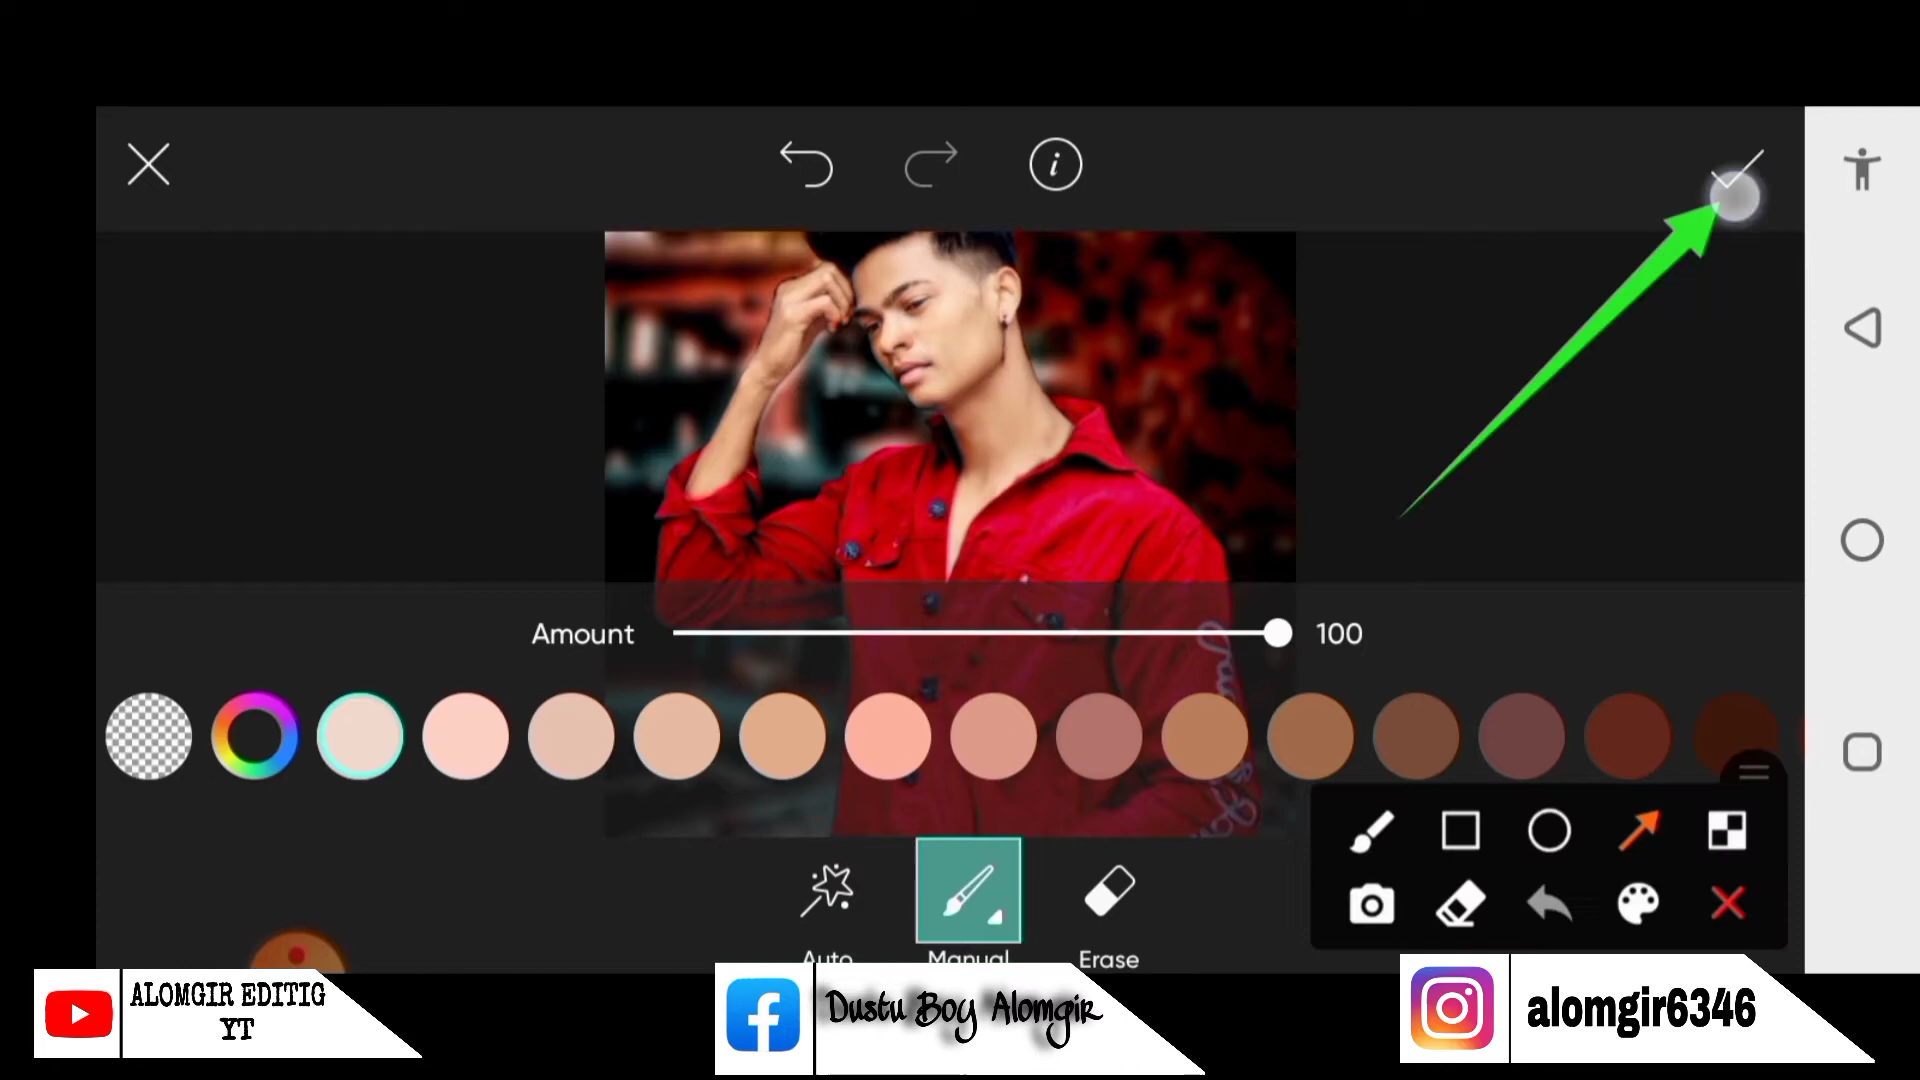 i
Amount 100
Auto Manual Erase
ALOMGIR EDITIG
YT
Dustu Boy Alomgir
alomgir6346